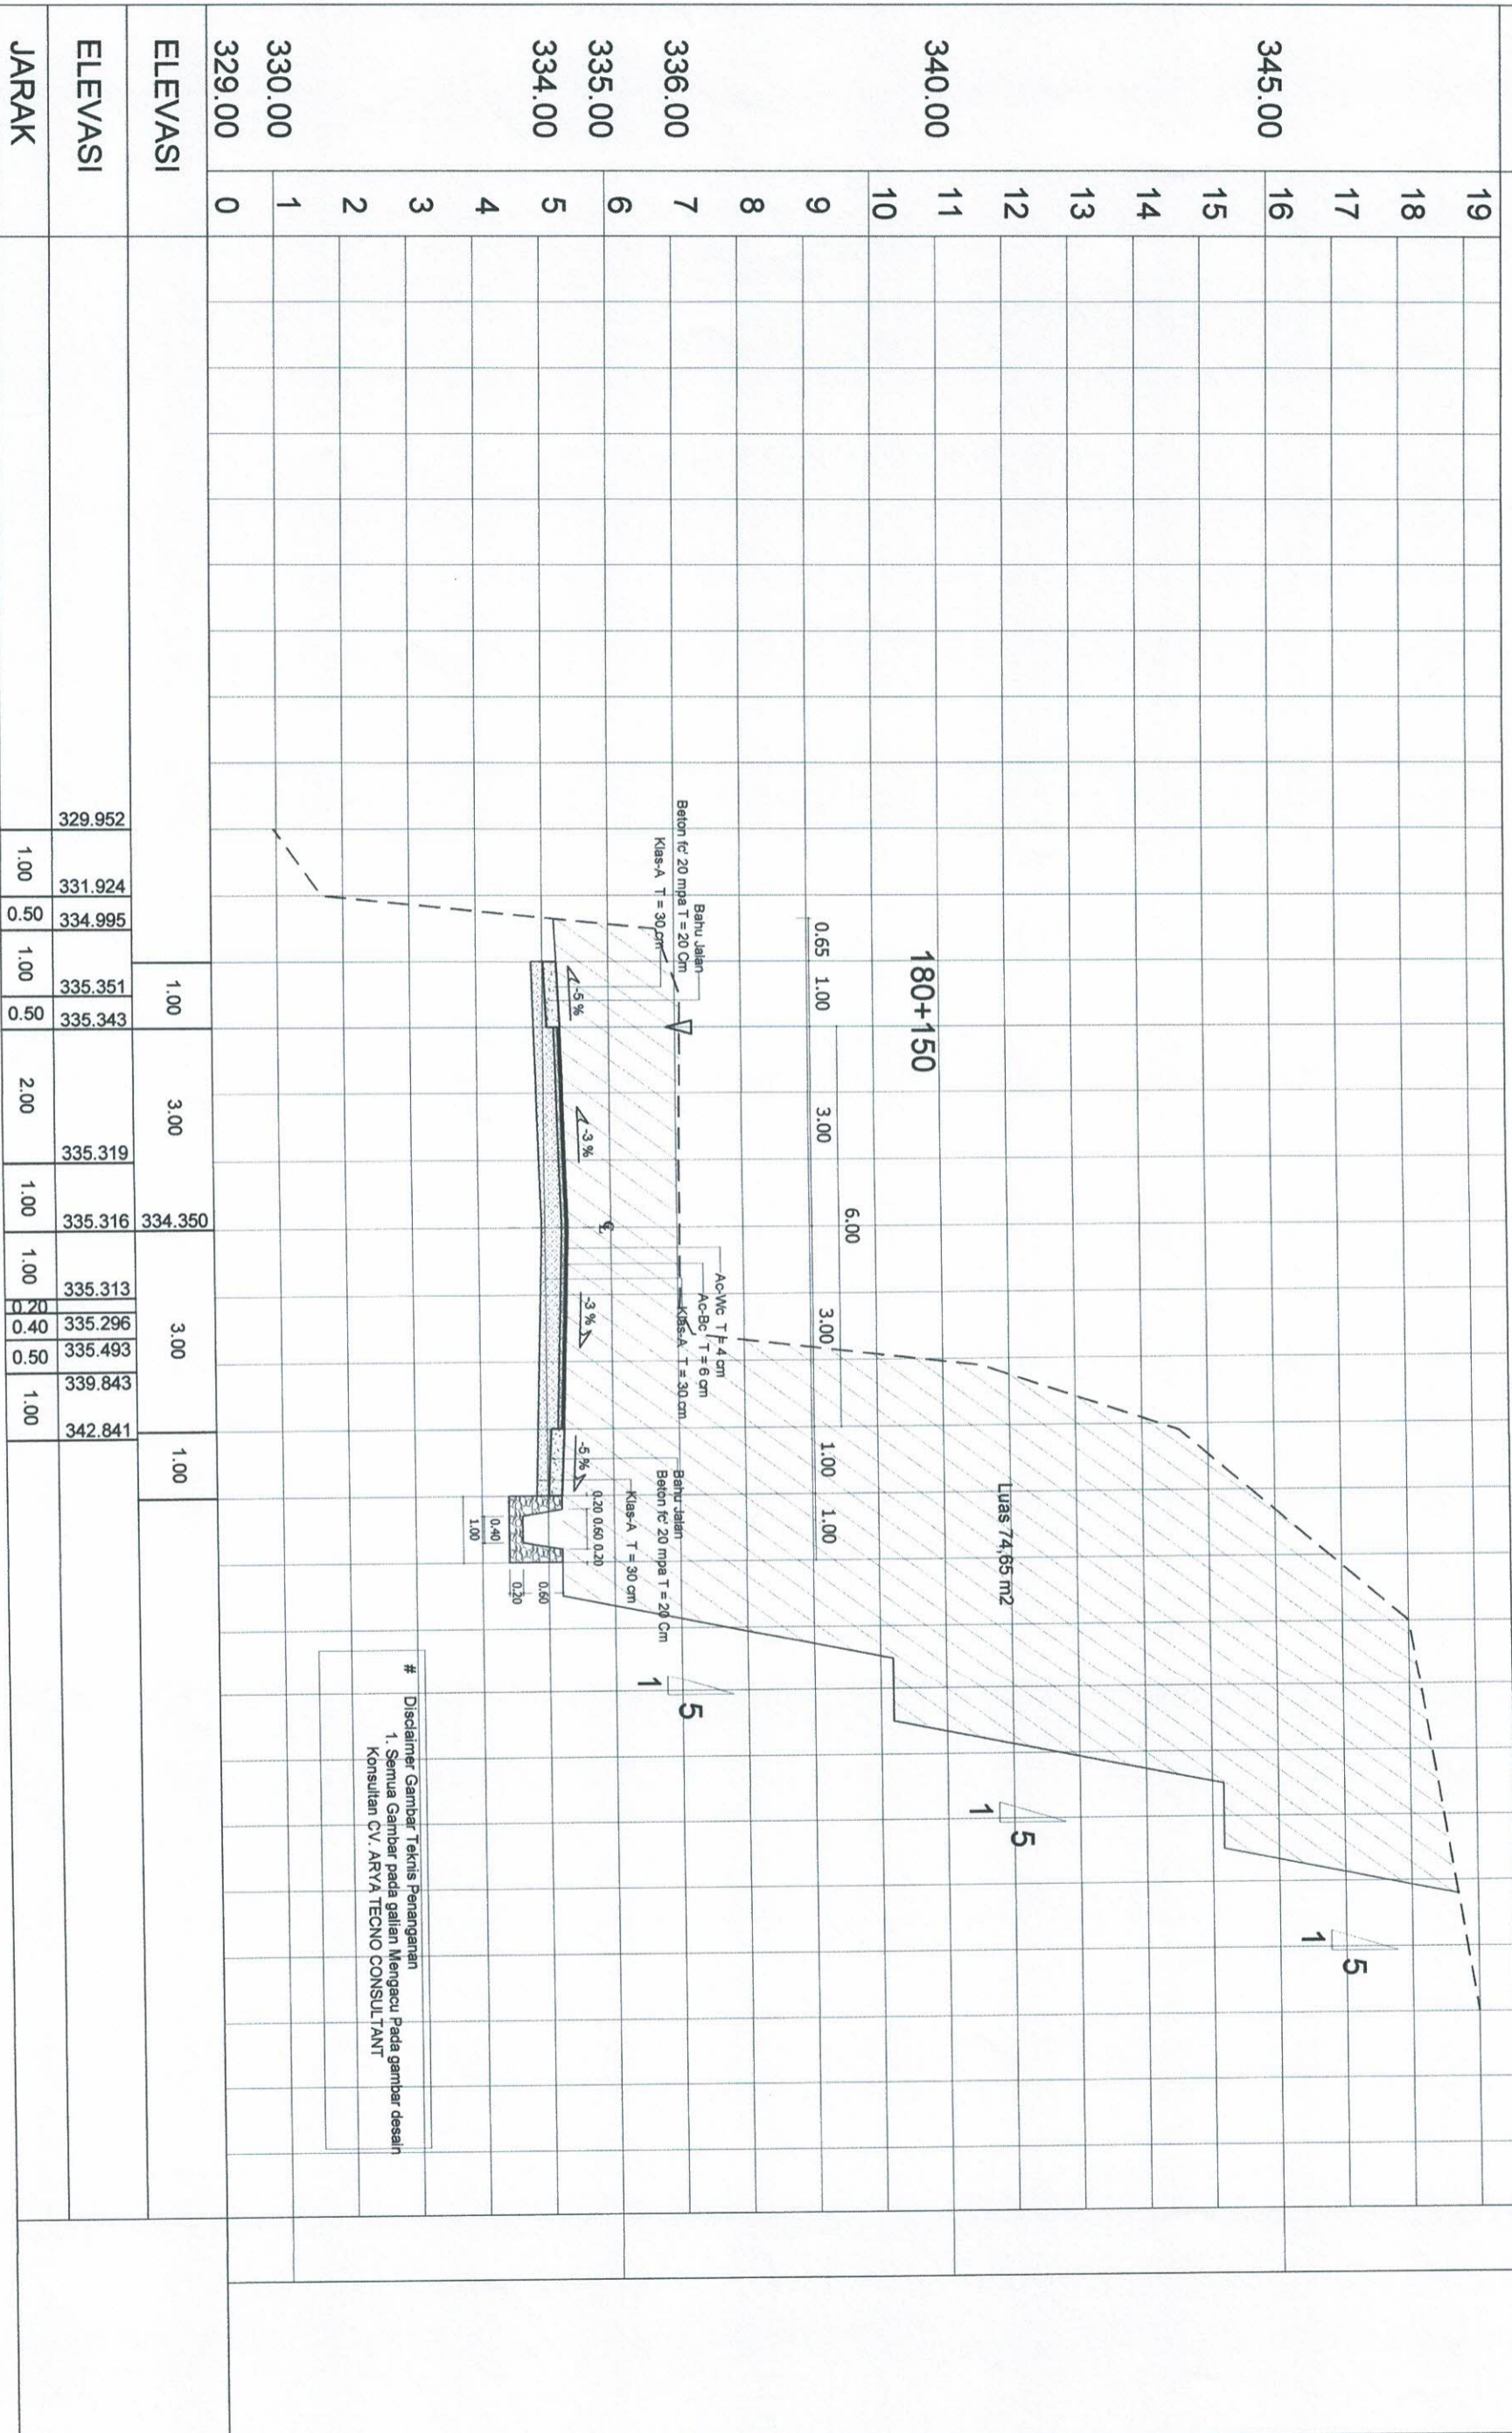 345.00
340.00
336.00
335.00
334.00
330.00
329.00
19
18
17
16
15
14
13
12
11
10
9
8
7
6
5
4
3
2
1
0
180+150
6.00
0.65 1.00 3.00 3.00 1.00 1.00
Luas 74,65 m2
Bahu Jalan
Beton fc' 20 mpa T = 20 Cm
Klas-A T = 30 cm
-5 %
-3 %
-3 %
-5 %
Ac-Wc T = 4 cm
Ac-Bc T = 6 cm
Klas-A T = 30 cm
Bahu Jalan
Beton fc' 20 mpa T = 20 Cm
Klas-A T = 30 cm
0.20 0.60 0.20
0.60
0.20
0.40
1.00
1
5
1
5
1
5
# Disclaimer Gambar Teknis Penanganan
1. Semua Gambar pada galian Mengacu Pada gambar desain
Konsultan CV. ARYA TECNO CONSULTANT
ELEVASI 1.00 3.00 334.350 3.00 1.00
ELEVASI 329.952 331.924 334.995 335.351 335.343 335.319 335.316 335.313 335.296 335.493 339.843 342.841
JARAK 1.00 0.50 1.00 0.50 2.00 1.00 1.00 0.20 0.40 0.50 1.00